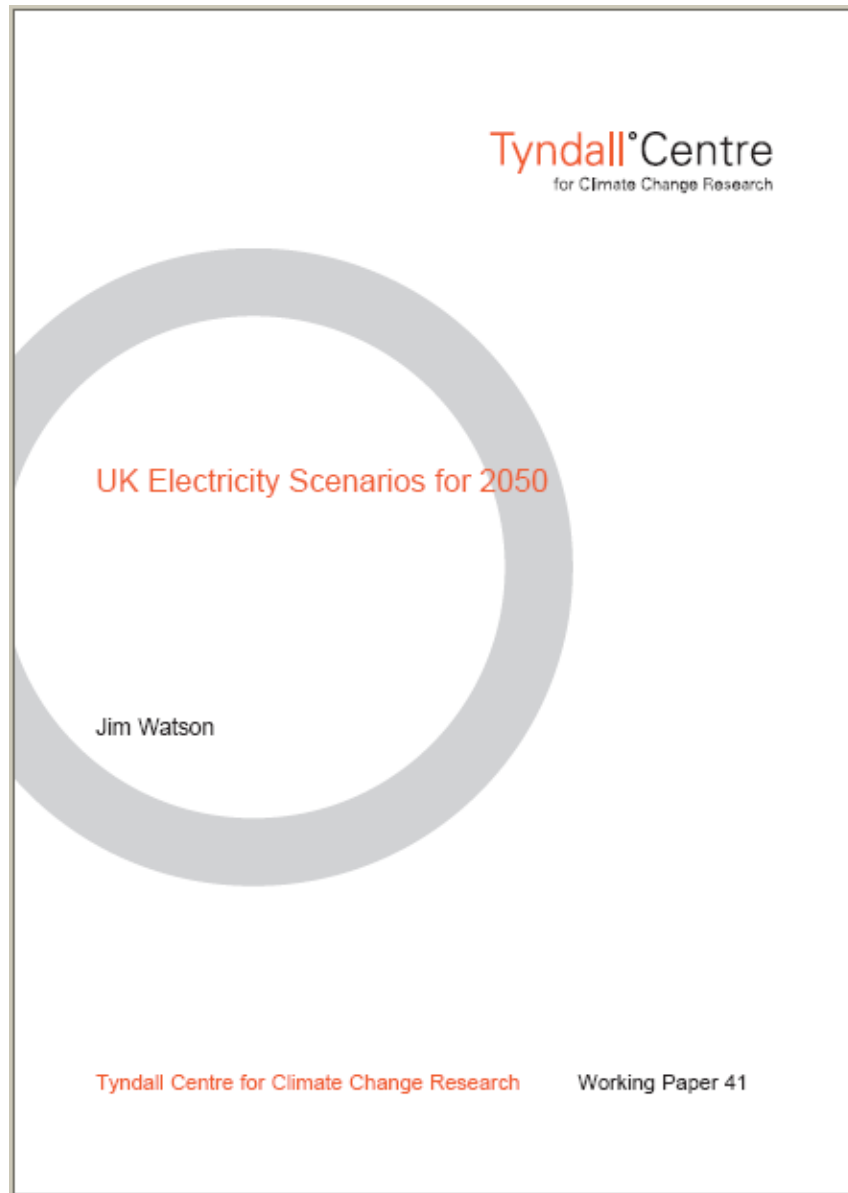 Tyndall°Centre
for Climate Change Research
UK Electricity Scenarios for 2050
Jim Watson
Tyndall Centre for Climate Change Research Working Paper 41